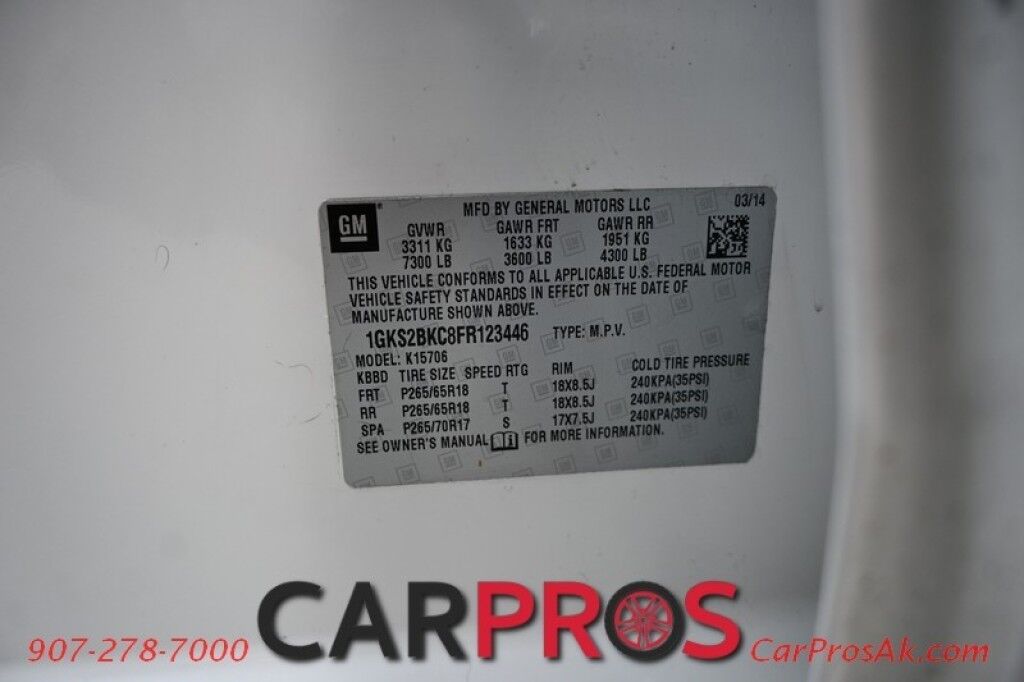 GM
MFD BY GENERAL MOTORS LLC 03/14
GVWR GAWR FRT GAWR RR
3311 KG 1633 KG 1951 KG
7300 LB 3600 LB 4300 LB
THIS VEHICLE CONFORMS TO ALL APPLICABLE U.S. FEDERAL MOTOR
VEHICLE SAFETY STANDARDS IN EFFECT ON THE DATE OF
MANUFACTURE SHOWN ABOVE.
1GKS2BKC8FR123446 TYPE: M.P.V.
MODEL: K15706
KBBD TIRE SIZE SPEED RTG RIM COLD TIRE PRESSURE
FRT P265/65R18 T 18X8.5J 240KPA(35PSI)
RR P265/65R18 T 18X8.5J 240KPA(35PSI)
SPA P265/70R17 S 17X7.5J 240KPA(35PSI)
SEE OWNER'S MANUAL FOR MORE INFORMATION.
CARPROS
907-278-7000 CarProsAk.com